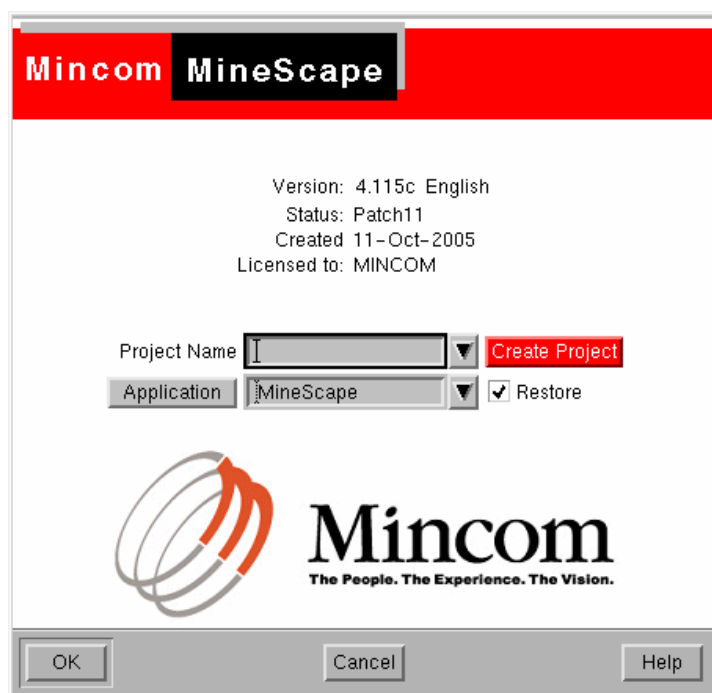 Mincom MineScape
Version: 4.115c English
Status: Patch11
Created 11-Oct-2005
Licensed to: MINCOM
Project Name Create Project
Application MineScape Restore
Mincom
The People. The Experience. The Vision.
OK Cancel Help